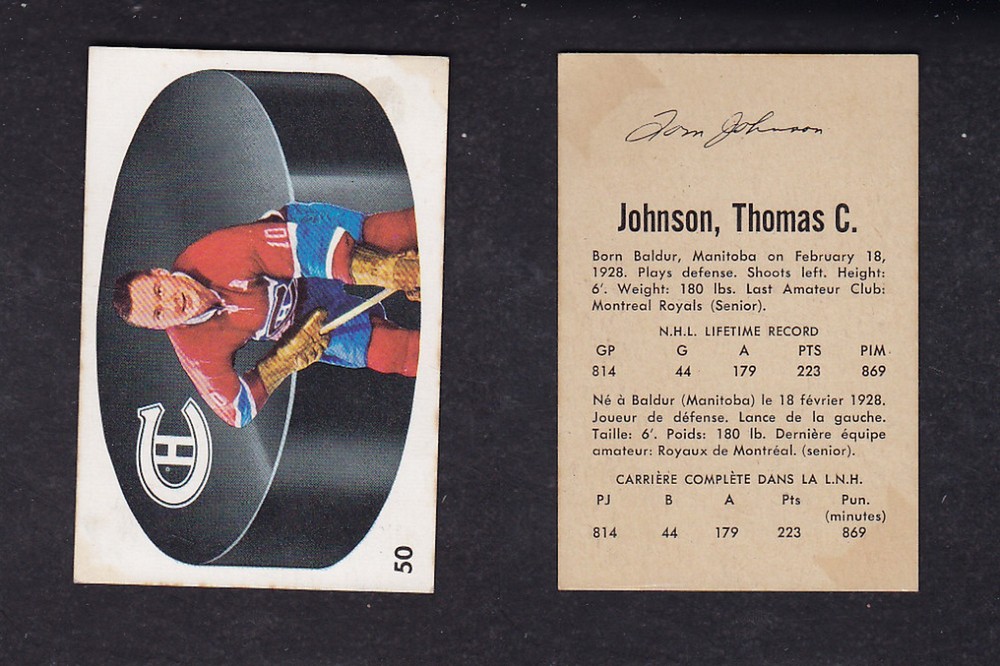 10
H
CH
50
Tom Johnson
Johnson, Thomas C.
Born Baldur, Manitoba on February 18,
1928. Plays defense. Shoots left. Height:
6'. Weight: 180 lbs. Last Amateur Club:
Montreal Royals (Senior).
N.H.L. LIFETIME RECORD
GP G A PTS PIM
814 44 179 223 869
Né à Baldur (Manitoba) le 18 février 1928.
Joueur de défense. Lance de la gauche.
Taille: 6'. Poids: 180 lb. Dernière équipe
amateur: Royaux de Montréal. (senior).
CARRIÈRE COMPLÈTE DANS LA L.N.H.
PJ B A Pts Pun.
(minutes)
814 44 179 223 869